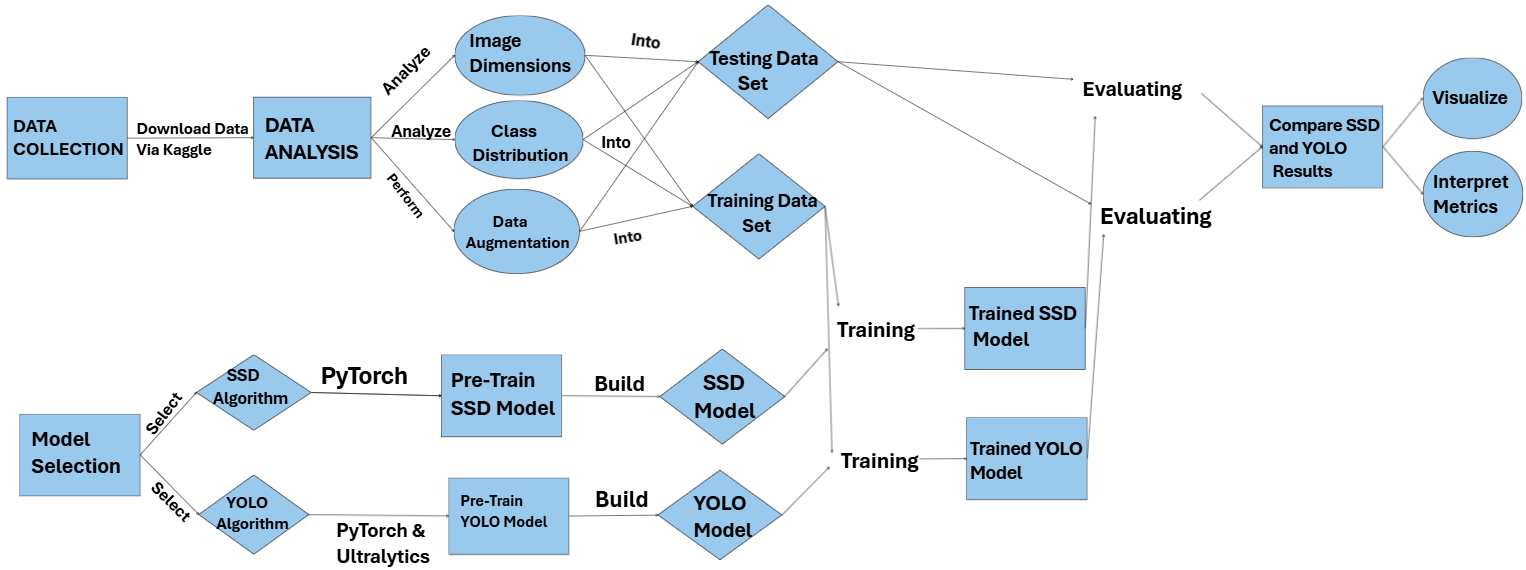 DATA
COLLECTION
Download Data
Via Kaggle
DATA
ANALYSIS
Analyze
Analyze
Perform
Image
Dimensions
Class
Distribution
Data
Augmentation
Into
Into
Into
Testing Data
Set
Training Data
Set
Evaluating
Evaluating
Compare SSD
and YOLO
Results
Visualize
Interpret
Metrics
Model
Selection
Select
Select
SSD
Algorithm
PyTorch
Pre-Train
SSD Model
Build
SSD
Model
Training
Trained SSD
Model
YOLO
Algorithm
PyTorch &
Ultralytics
Pre-Train
YOLO Model
Build
YOLO
Model
Training
Trained YOLO
Model